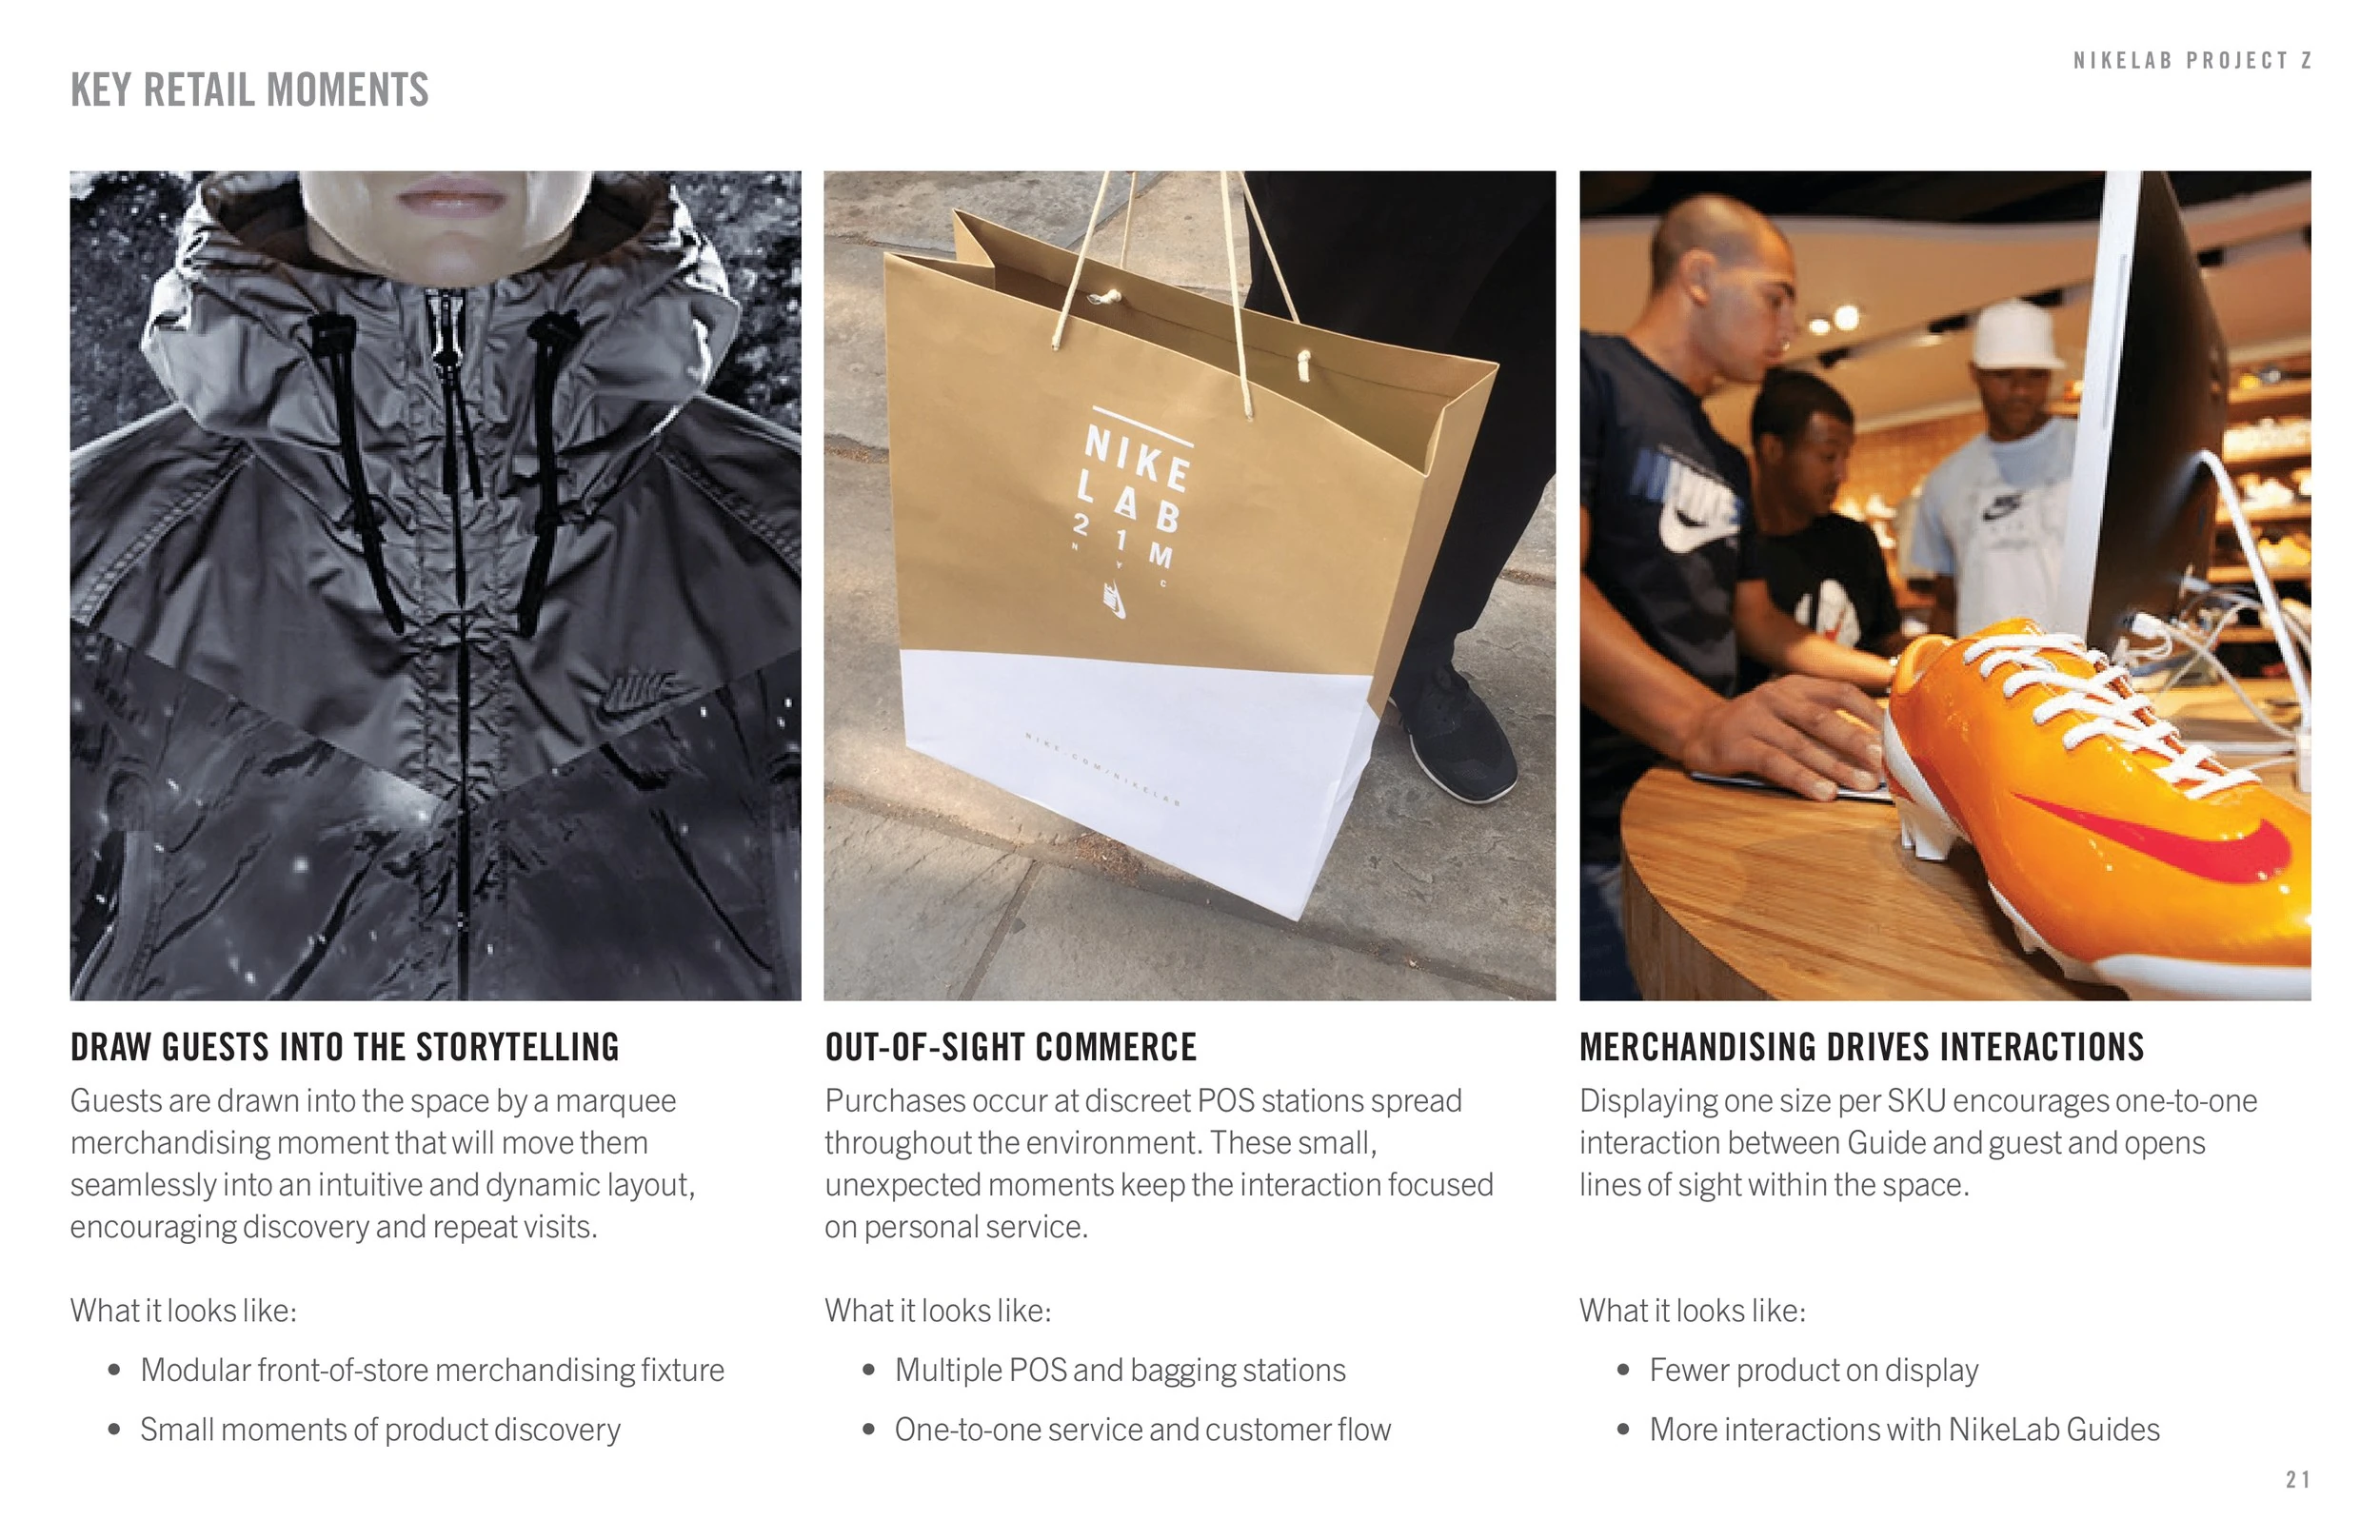 NIKELAB PROJECT Z
KEY RETAIL MOMENTS
NIKE
NIKE
LAB
21M
N Y C
NIKE
NIKE.COM/NIKELAB
NIKE
DRAW GUESTS INTO THE STORYTELLING
Guests are drawn into the space by a marquee
merchandising moment that will move them
seamlessly into an intuitive and dynamic layout,
encouraging discovery and repeat visits.
What it looks like:
• Modular front-of-store merchandising fixture
• Small moments of product discovery
OUT-OF-SIGHT COMMERCE
Purchases occur at discreet POS stations spread
throughout the environment. These small,
unexpected moments keep the interaction focused
on personal service.
What it looks like:
• Multiple POS and bagging stations
• One-to-one service and customer flow
MERCHANDISING DRIVES INTERACTIONS
Displaying one size per SKU encourages one-to-one
interaction between Guide and guest and opens
lines of sight within the space.
What it looks like:
• Fewer product on display
• More interactions with NikeLab Guides
21